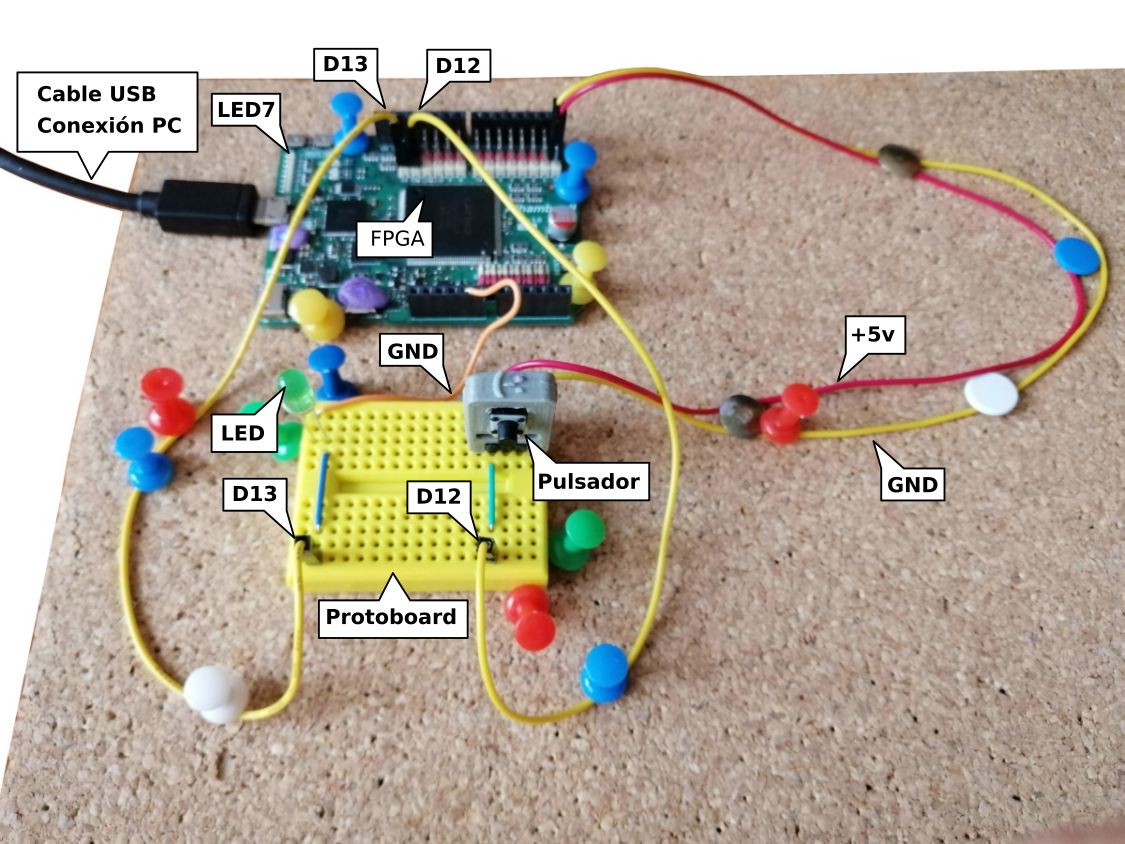 D13
D12
Cable USB
Conexión PC
LED7
FPGA
+5v
GND
LED
Pulsador
D13
D12
GND
Protoboard